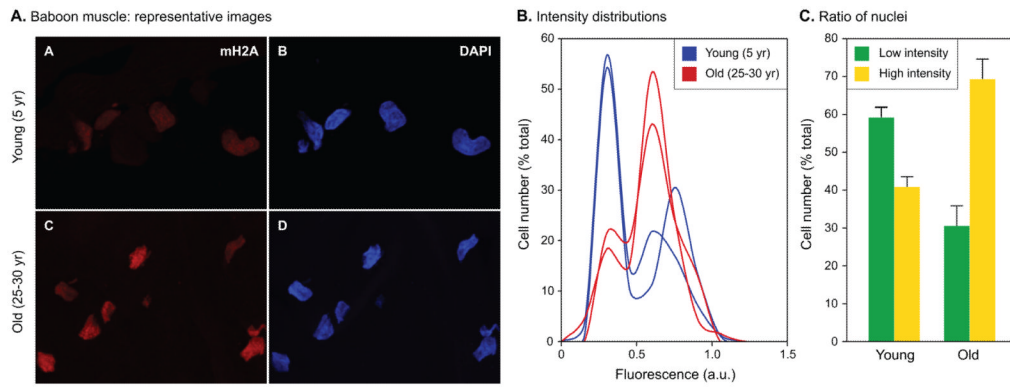 A. Baboon muscle: representative images
A
mH2A
B
DAPI
Young (5 yr)
C
D
Old (25-30 yr)
B. Intensity distributions
Young (5 yr)
Old (25-30 yr)
60
50
40
30
20
10
0
Cell number (% total)
0
0.5
1.0
1.5
Fluorescence (a.u.)
C. Ratio of nuclei
Low intensity
High intensity
80
70
60
50
40
30
20
10
0
Cell number (% total)
Young
Old